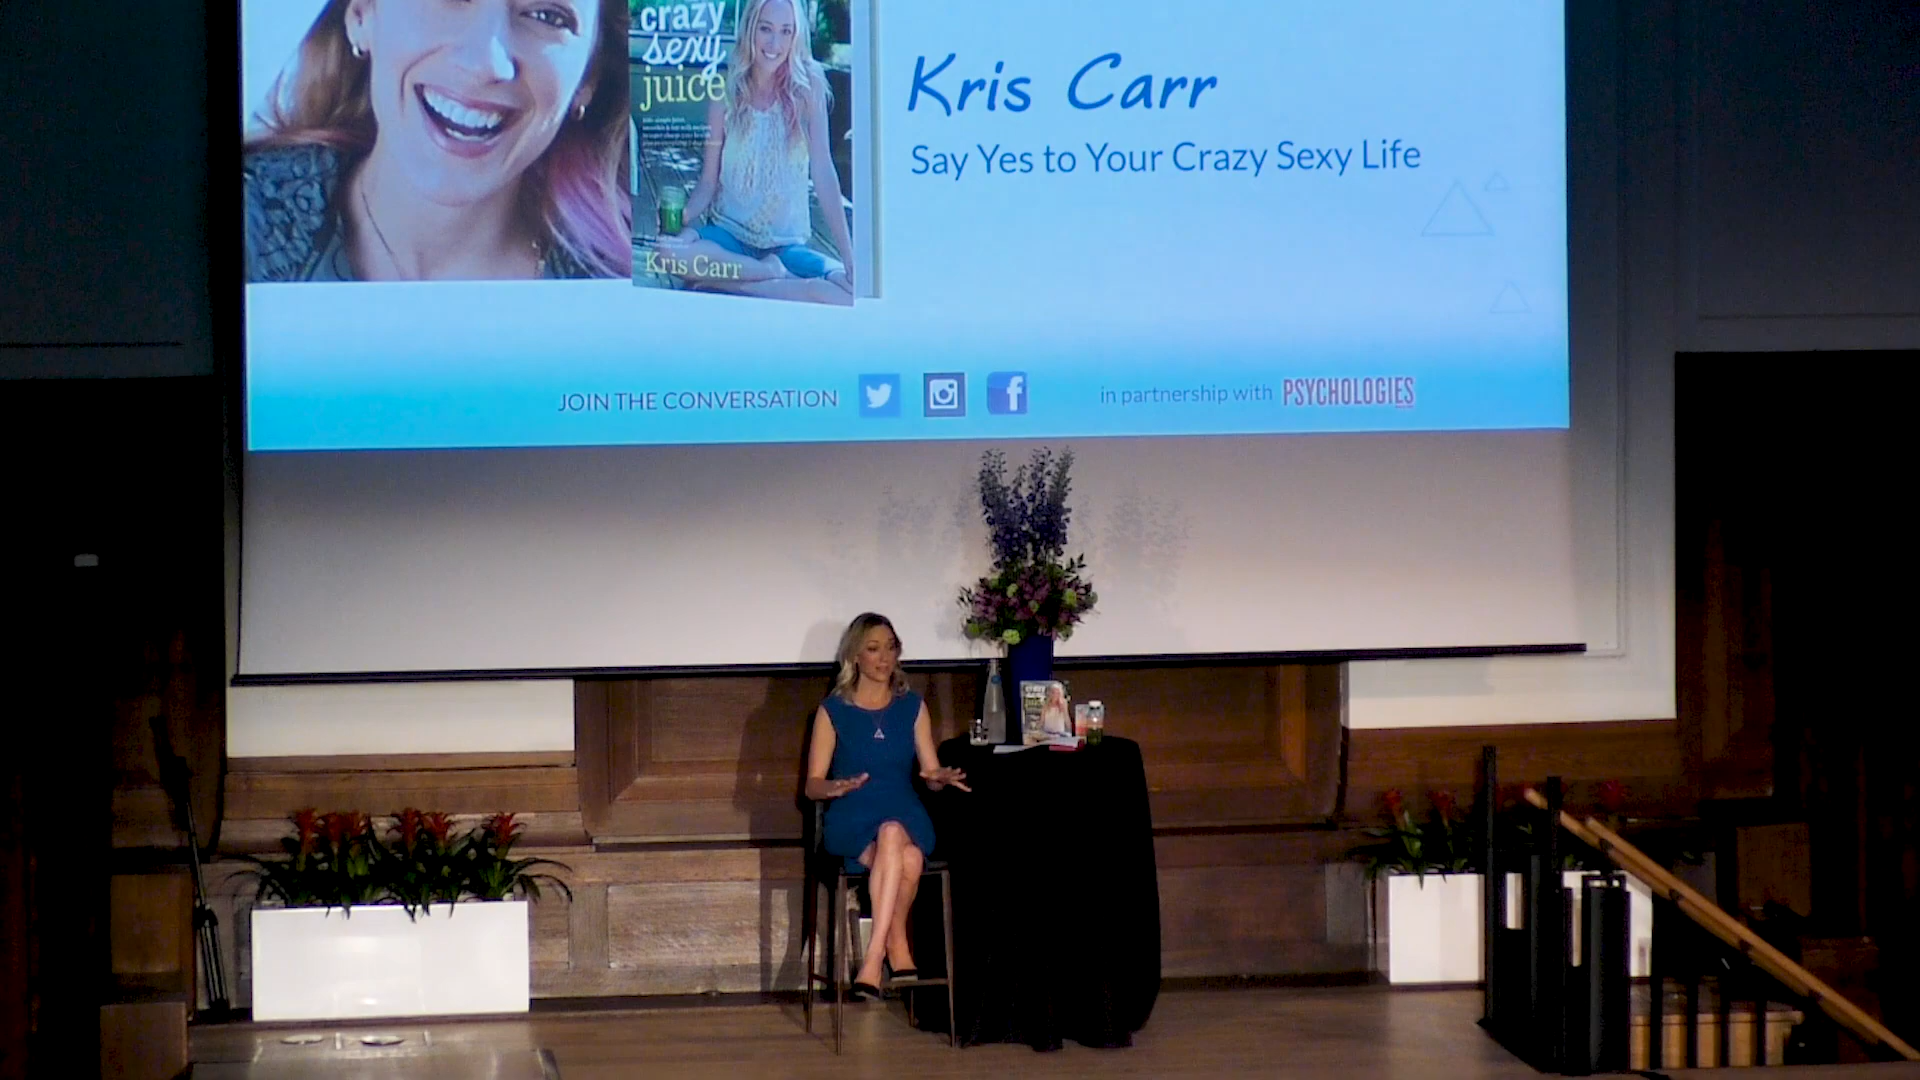 crazy
sexy
juice
Kris Carr
Kris Carr
Say Yes to Your Crazy Sexy Life
JOIN THE CONVERSATION
in partnership with PSYCHOLOGIES
juice